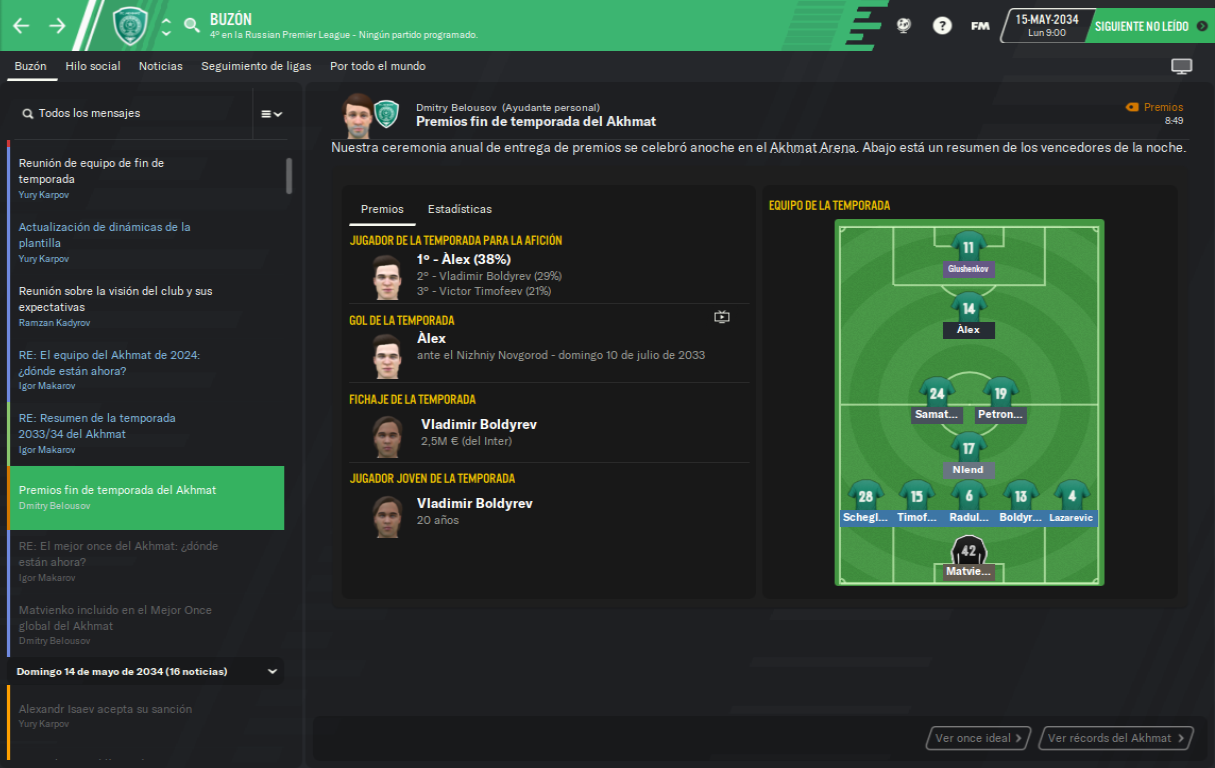 BUZÓN
4º en la Russian Premier League - Ningún partido programado.
FM
15-MAY-2034
Lun 9:00
SIGUIENTE NO LEÍDO
Buzón
Hilo social
Noticias
Seguimiento de ligas
Por todo el mundo
Todos los mensajes
Reunión de equipo de fin de
temporada
Yury Karpov
Actualización de dinámicas de la
plantilla
Yury Karpov
Reunión sobre la visión del club y sus
expectativas
Ramzan Kadyrov
RE: El equipo del Akhmat de 2024:
¿dónde están ahora?
Igor Makarov
RE: Resumen de la temporada
2033/34 del Akhmat
Igor Makarov
Premios fin de temporada del Akhmat
Dmitry Belousov
RE: El mejor once del Akhmat: ¿dónde
están ahora?
Igor Makarov
Matvienko incluido en el Mejor Once
global del Akhmat
Dmitry Belousov
Domingo 14 de mayo de 2034 (16 noticias)
Alexandr Isaev acepta su sanción
Yury Karpov
Dmitry Belousov (Ayudante personal)
Premios fin de temporada del Akhmat
Premios
8:49
Nuestra ceremonia anual de entrega de premios se celebró anoche en el Akhmat Arena. Abajo está un resumen de los vencedores de la noche.
Premios
Estadísticas
JUGADOR DE LA TEMPORADA PARA LA AFICIÓN
1º - Àlex (38%)
2º - Vladimir Boldyrev (29%)
3º - Victor Timofeev (21%)
GOL DE LA TEMPORADA
Àlex
ante el Nizhniy Novgorod - domingo 10 de julio de 2033
FICHAJE DE LA TEMPORADA
Vladimir Boldyrev
2,5M € (del Inter)
JUGADOR JOVEN DE LA TEMPORADA
Vladimir Boldyrev
20 años
EQUIPO DE LA TEMPORADA
11
Glushenkov
14
Àlex
24
19
Samat...
Petron...
17
Nlend
28
15
6
13
4
Schegl...
Timof...
Radul...
Boldyr...
Lazarevic
42
Matvie...
Ver once ideal
Ver récords del Akhmat